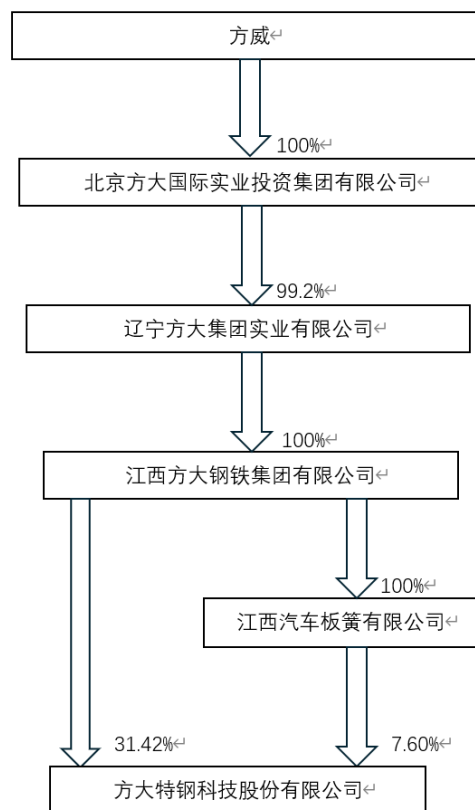 方威↵
100%↵
北京方大国际实业投资集团有限公司↵
99.2%↵
辽宁方大集团实业有限公司↵
100%↵
江西方大钢铁集团有限公司↵
100%↵
江西汽车板簧有限公司↵
31.42%↵
7.60%↵
方大特钢科技股份有限公司↵